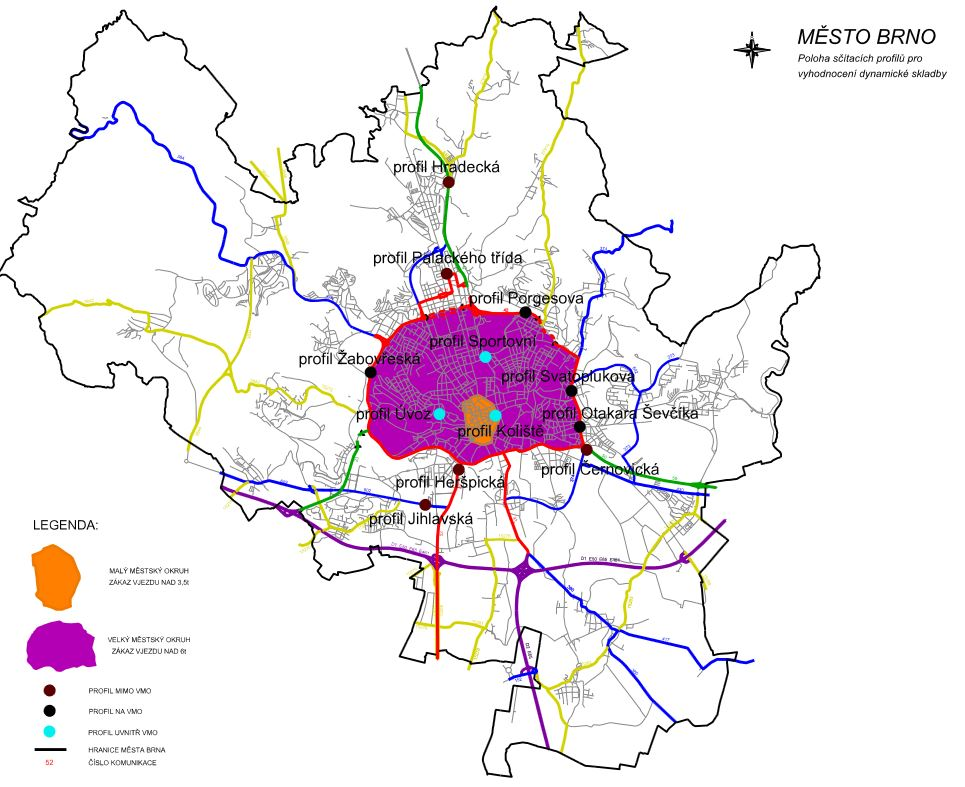 MĚSTO BRNO
Poloha sčítacích profilů pro
vyhodnocení dynamické skladby
profil Hradecká
profil Palackého třída
profil Porgesova
profil Sportovní
profil Žabovřeská
profil Svatoplukova
profil Úvoz
profil Otakara Ševčíka
profil Koliště
profil Černovická
profil Heršpická
profil Jihlavská
LEGENDA:
MALÝ MĚSTSKÝ OKRUH
ZÁKAZ VJEZDU NAD 3,5t
VELKÝ MĚSTSKÝ OKRUH
ZÁKAZ VJEZDU NAD 6t
PROFIL MIMO VMO
PROFIL NA VMO
PROFIL UVNITŘ VMO
HRANICE MĚSTA BRNA
52 ČÍSLO KOMUNIKACE